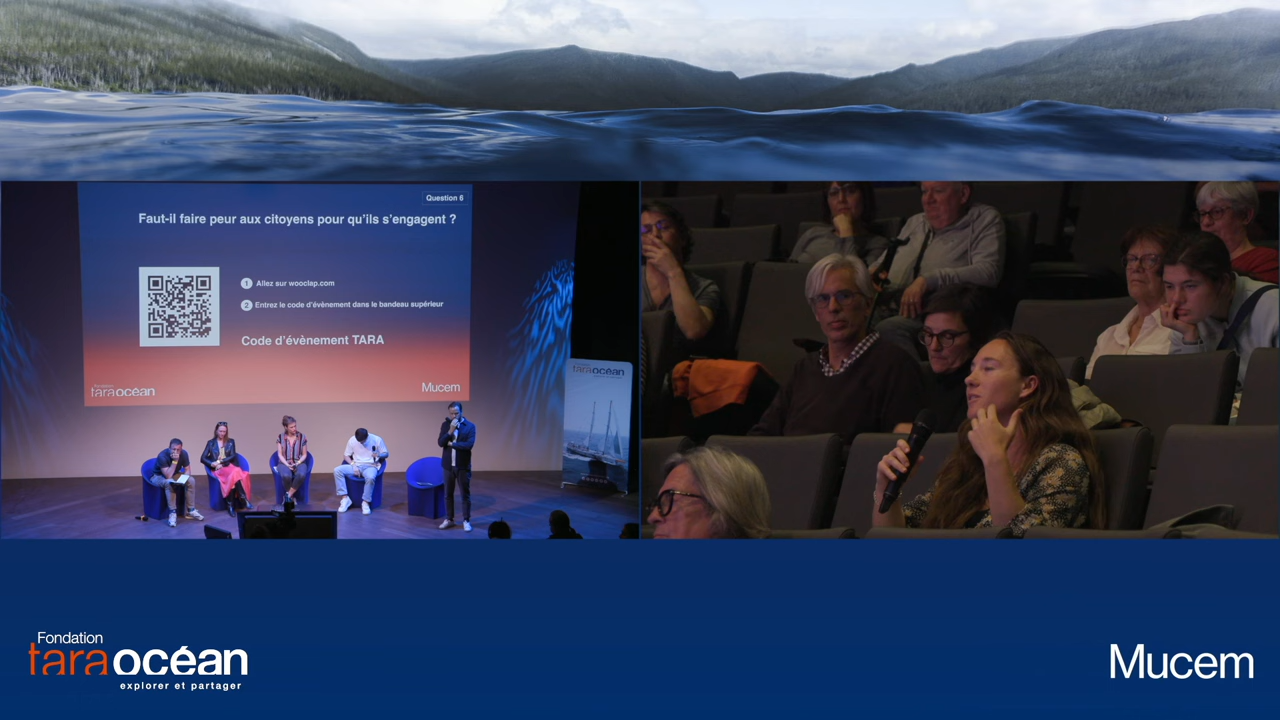 Question 6
Faut-il faire peur aux citoyens pour qu'ils s'engagent ?
1 Allez sur wooclap.com
2 Entrez le code d'évènement dans le bandeau supérieur
Code d'évènement TARA
Fondation
taraocéan
Mucem
taraocéan
Fondation
taraocéan
explorer et partager
Mucem